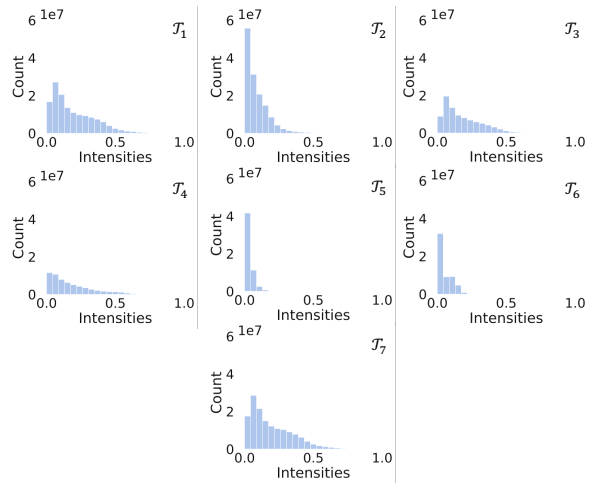 1e7
𝒯1
6
4
2
0
Count
0.0 0.5 1.0
Intensities
1e7
𝒯2
6
4
2
0
Count
0.0 0.5 1.0
Intensities
1e7
𝒯3
6
4
2
0
Count
0.0 0.5 1.0
Intensities
1e7
𝒯4
6
4
2
0
Count
0.0 0.5 1.0
Intensities
1e7
𝒯5
6
4
2
0
Count
0.0 0.5 1.0
Intensities
1e7
𝒯6
6
4
2
0
Count
0.0 0.5 1.0
Intensities
1e7
𝒯7
6
4
2
0
Count
0.0 0.5 1.0
Intensities